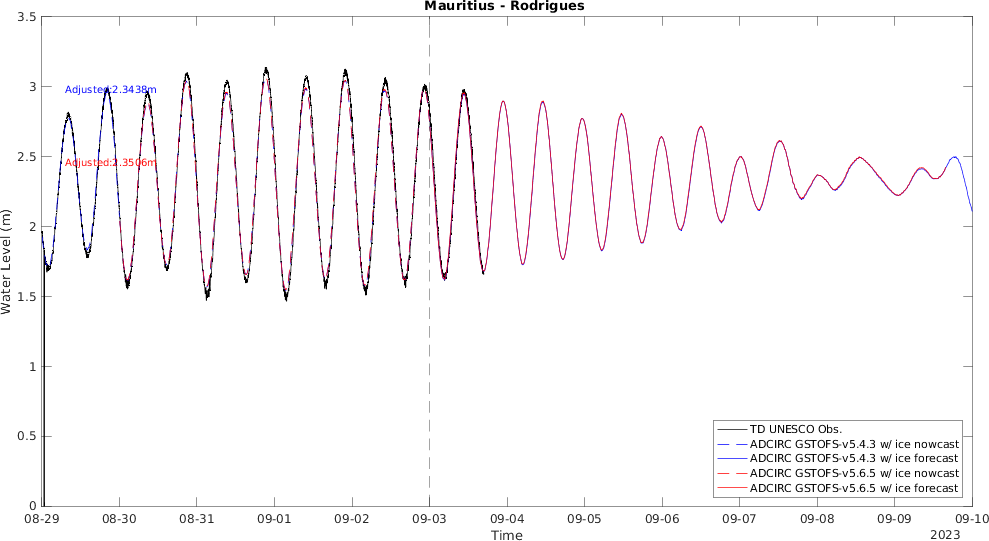 Mauritius - Rodrigues
3.5
3
2.5
2
1.5
1
0.5
0
Water Level (m)
Adjusted:2.3438m
Adjusted:2.3506m
TD UNESCO Obs.
ADCIRC GSTOFS-v5.4.3 w/ ice nowcast
ADCIRC GSTOFS-v5.4.3 w/ ice forecast
ADCIRC GSTOFS-v5.6.5 w/ ice nowcast
ADCIRC GSTOFS-v5.6.5 w/ ice forecast
08-29 08-30 08-31 09-01 09-02 09-03 09-04 09-05 09-06 09-07 09-08 09-09 09-10
Time
2023